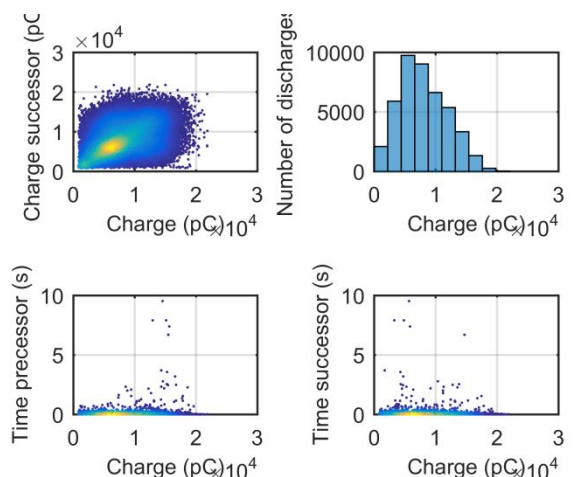 ×10^4
Charge successor (pC)
3
2
1
0
0 1 2 3
Charge (pC) ×10^4
Number of discharges
10000
5000
0
0 1 2 3
Charge (pC) ×10^4
Time precessor (s)
10
5
0
0 1 2 3
Charge (pC) ×10^4
Time successor (s)
10
5
0
0 1 2 3
Charge (pC) ×10^4